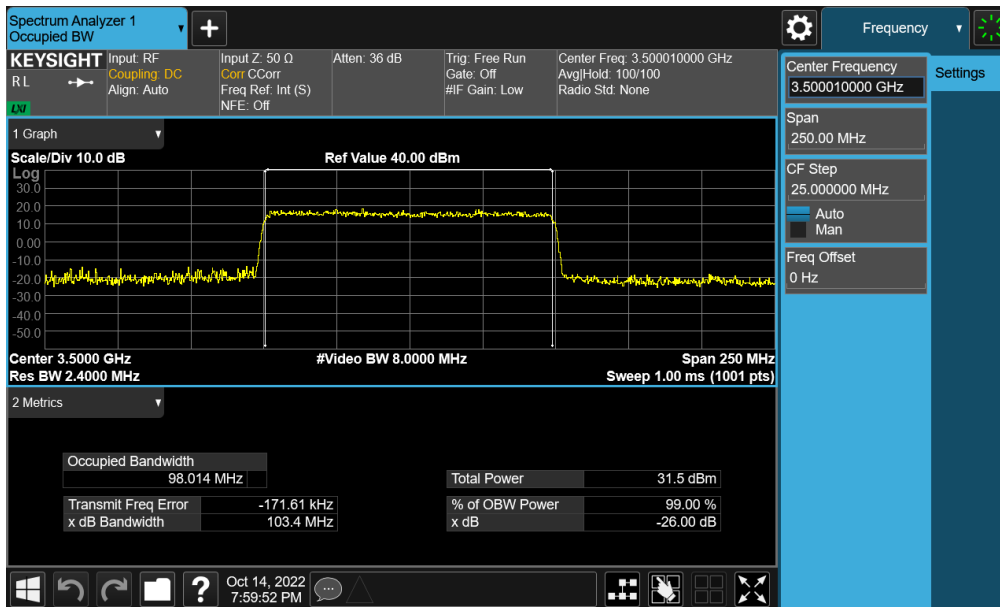 Spectrum Analyzer 1
Occupied BW
Frequency
KEYSIGHT
R L
LXI
Input: RF
Coupling: DC
Align: Auto
Input Z: 50 Ω
Corr CCorr
Freq Ref: Int (S)
NFE: Off
Atten: 36 dB
Trig: Free Run
Gate: Off
#IF Gain: Low
Center Freq: 3.500010000 GHz
Avg|Hold: 100/100
Radio Std: None
Center Frequency
3.500010000 GHz
Settings
Span
250.00 MHz
CF Step
25.000000 MHz
Auto
Man
Freq Offset
0 Hz
1 Graph
Scale/Div 10.0 dB
Ref Value 40.00 dBm
Log
30.0
20.0
10.0
0.00
-10.0
-20.0
-30.0
-40.0
-50.0
Center 3.5000 GHz
#Video BW 8.0000 MHz
Span 250 MHz
Res BW 2.4000 MHz
Sweep 1.00 ms (1001 pts)
2 Metrics
Occupied Bandwidth
98.014 MHz
Total Power 31.5 dBm
Transmit Freq Error -171.61 kHz
% of OBW Power 99.00 %
x dB Bandwidth 103.4 MHz
x dB -26.00 dB
?
Oct 14, 2022
7:59:52 PM